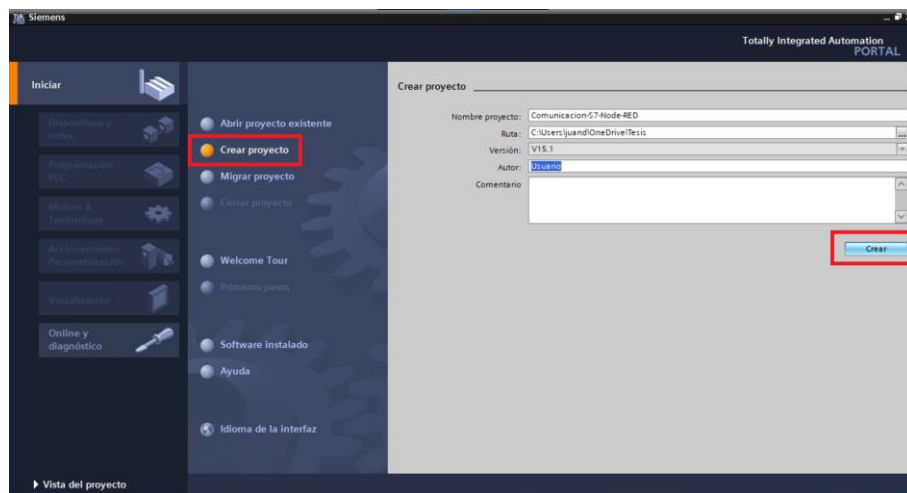 Siemens
Totally Integrated Automation
PORTAL
Iniciar
Dispositivos y
redes
Programación
PLC
Motion &
Technology
Accionamiento
Parametrización
Visualización
Online y
diagnóstico
Vista del proyecto
Abrir proyecto existente
Crear proyecto
Migrar proyecto
Cerrar proyecto
Welcome Tour
Primeros pasos
Software instalado
Ayuda
Idioma de la interfaz
Crear proyecto
Nombre proyecto: Comunicacion-S7-Node-RED
Ruta: C:\Users\juand\OneDrive\Tesis
...
Versión: V15.1
Autor: Usuario
Comentario
Crear